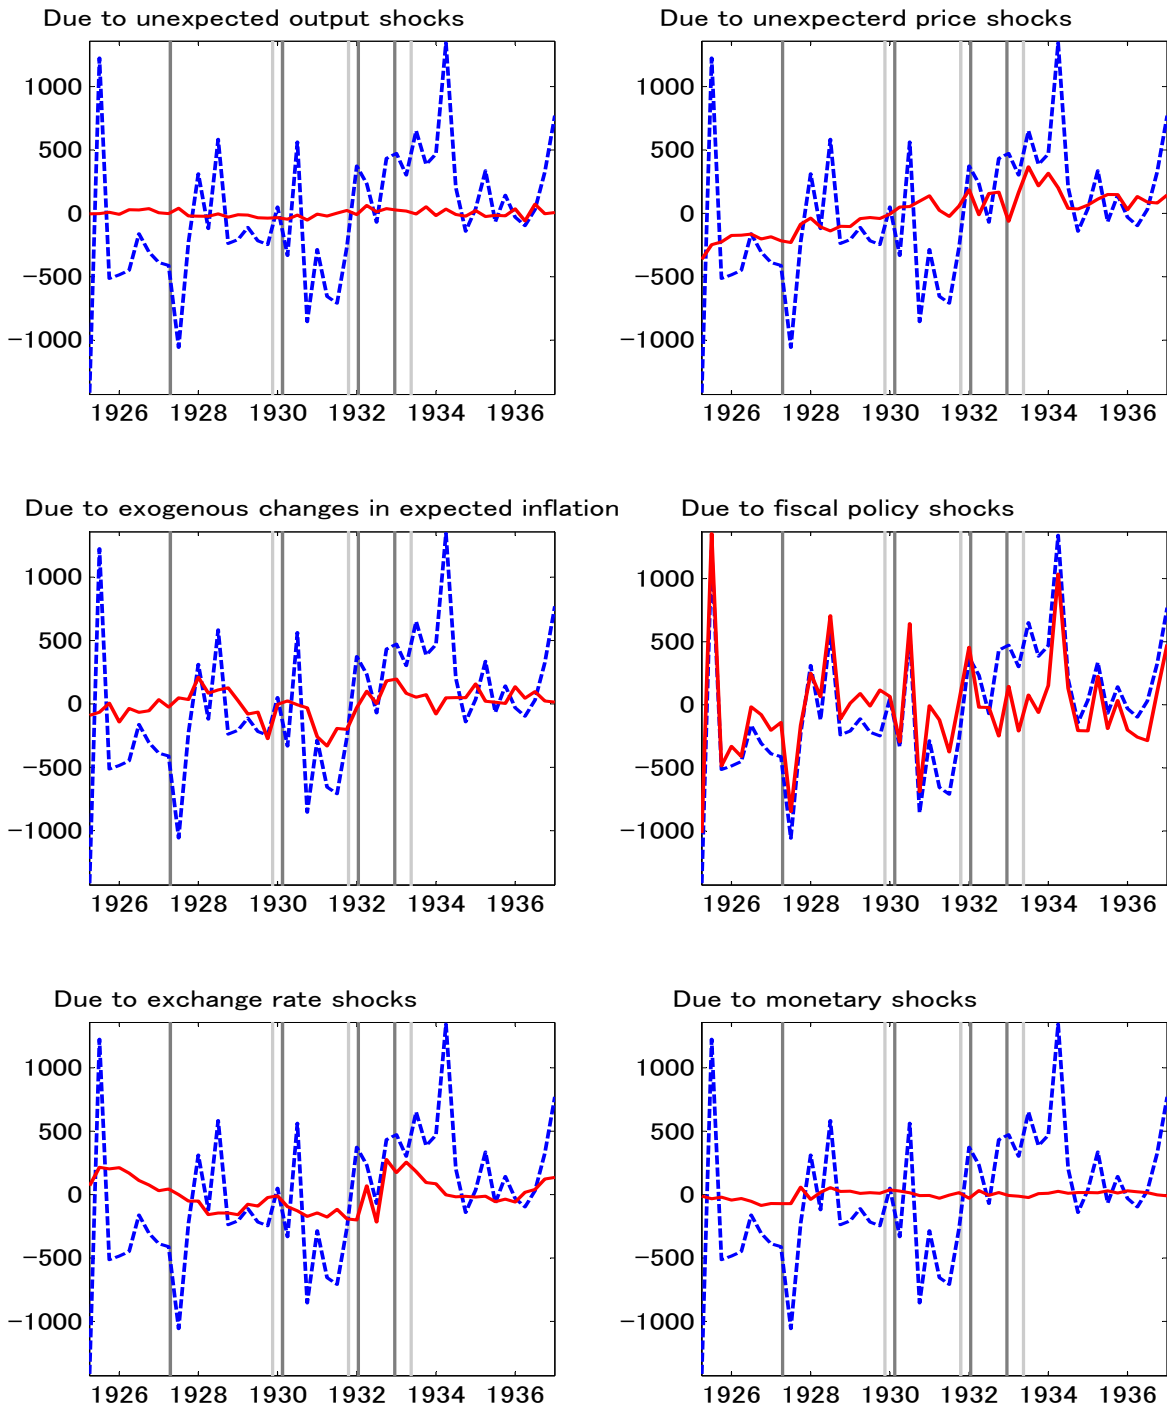 Due to unexpected output shocks
Due to unexpecterd price shocks
1000
500
0
−500
−1000
1926 1928 1930 1932 1934 1936
1000
500
0
−500
−1000
1926 1928 1930 1932 1934 1936
Due to exogenous changes in expected inflation
Due to fiscal policy shocks
1000
500
0
−500
−1000
1926 1928 1930 1932 1934 1936
1000
500
0
−500
−1000
1926 1928 1930 1932 1934 1936
Due to exchange rate shocks
Due to monetary shocks
1000
500
0
−500
−1000
1926 1928 1930 1932 1934 1936
1000
500
0
−500
−1000
1926 1928 1930 1932 1934 1936